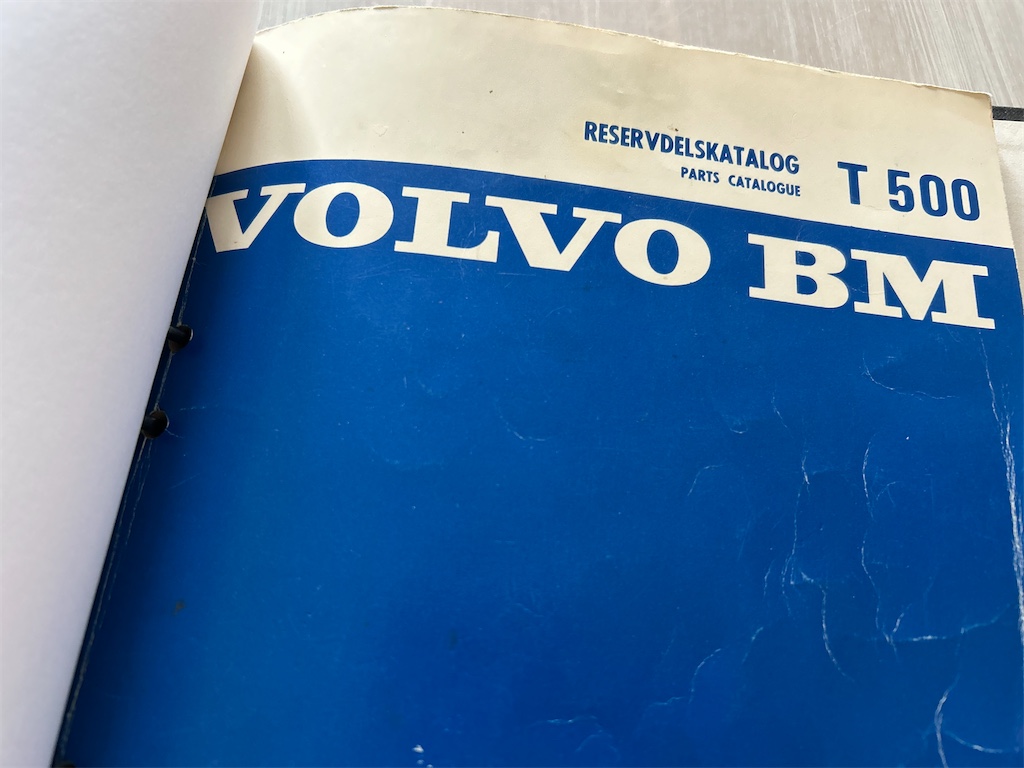 RESERVDELSKATALOG T 500
PARTS CATALOGUE
VOLVO BM